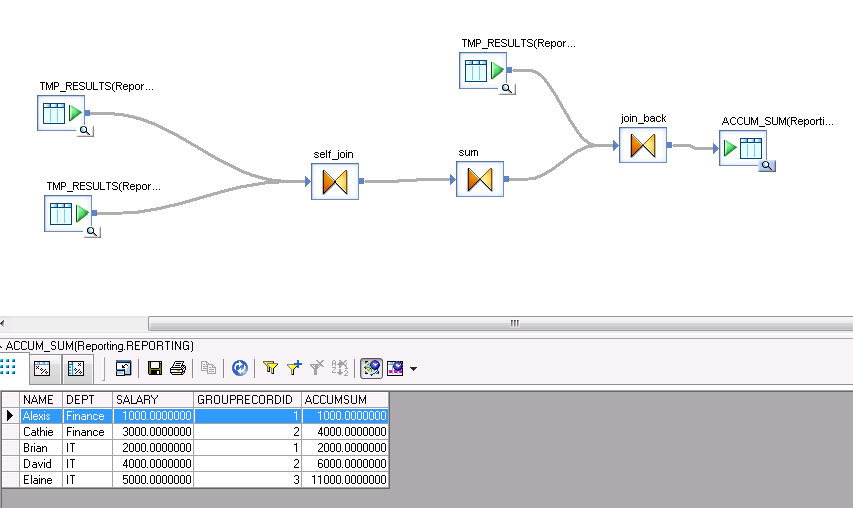 TMP_RESULTS(Repor...
TMP_RESULTS(Repor...
join_back
ACCUM_SUM(Reporti...
self_join
sum
TMP_RESULTS(Repor...
ACCUM_SUM(Reporting.REPORTING)
NAME DEPT SALARY GROUPRECORDID ACCUMSUM
Alexis Finance 1000.0000000 1 1000.0000000
Cathie Finance 3000.0000000 2 4000.0000000
Brian IT 2000.0000000 1 2000.0000000
David IT 4000.0000000 2 6000.0000000
Elaine IT 5000.0000000 3 11000.0000000